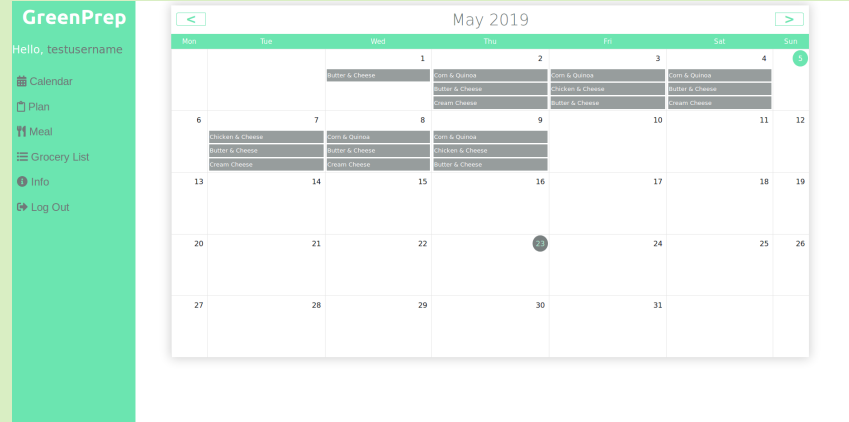 GreenPrep
Hello, testusername
Calendar
Plan
Meal
Grocery List
Info
Log Out
< May 2019 >
Mon Tue Wed Thu Fri Sat Sun
1 2 3 4 5
Butter & Cheese Corn & Quinoa Corn & Quinoa Corn & Quinoa
Butter & Cheese Chicken & Cheese Butter & Cheese
Cream Cheese Butter & Cheese Cream Cheese
6 7 8 9 10 11 12
Chicken & Cheese Corn & Quinoa Corn & Quinoa
Butter & Cheese Butter & Cheese Chicken & Cheese
Cream Cheese Cream Cheese Butter & Cheese
13 14 15 16 17 18 19
20 21 22 23 24 25 26
27 28 29 30 31